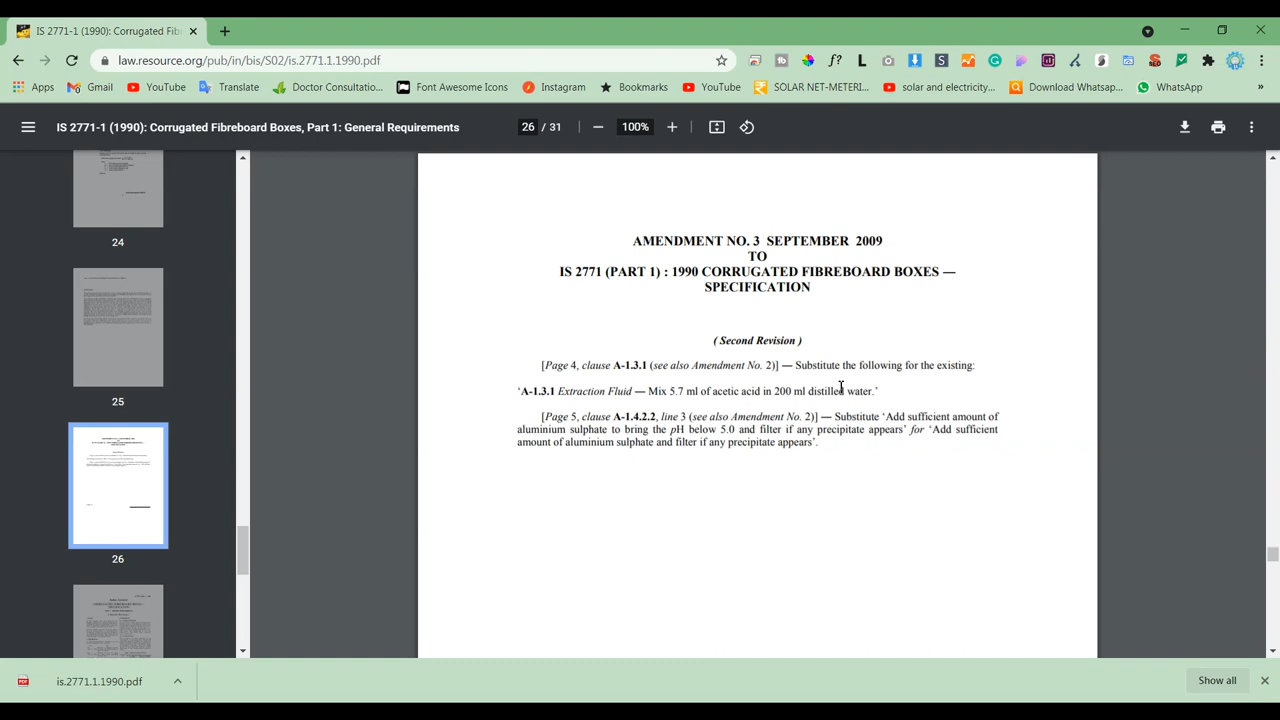 IS 2771-1 (1990): Corrugated Fib
law.resource.org/pub/in/bis/S02/is.2771.1.1990.pdf
Apps Gmail YouTube Translate Doctor Consultatio... Font Awesome Icons Instagram Bookmarks YouTube SOLAR NET-METERI... solar and electricity... Download Whatsap... WhatsApp »
IS 2771-1 (1990): Corrugated Fibreboard Boxes, Part 1: General Requirements 26 / 31 100%
24
25
26
AMENDMENT NO. 3 SEPTEMBER 2009
TO
IS 2771 (PART 1) : 1990 CORRUGATED FIBREBOARD BOXES —
SPECIFICATION
( Second Revision )
[Page 4, clause A-1.3.1 (see also Amendment No. 2)] — Substitute the following for the existing:
‘A-1.3.1 Extraction Fluid — Mix 5.7 ml of acetic acid in 200 ml distilled water.’
[Page 5, clause A-1.4.2.2, line 3 (see also Amendment No. 2)] — Substitute ‘Add sufficient amount of
aluminium sulphate to bring the pH below 5.0 and filter if any precipitate appears’ for ‘Add sufficient
amount of aluminium sulphate and filter if any precipitate appears’.
is.2771.1.1990.pdf
Show all